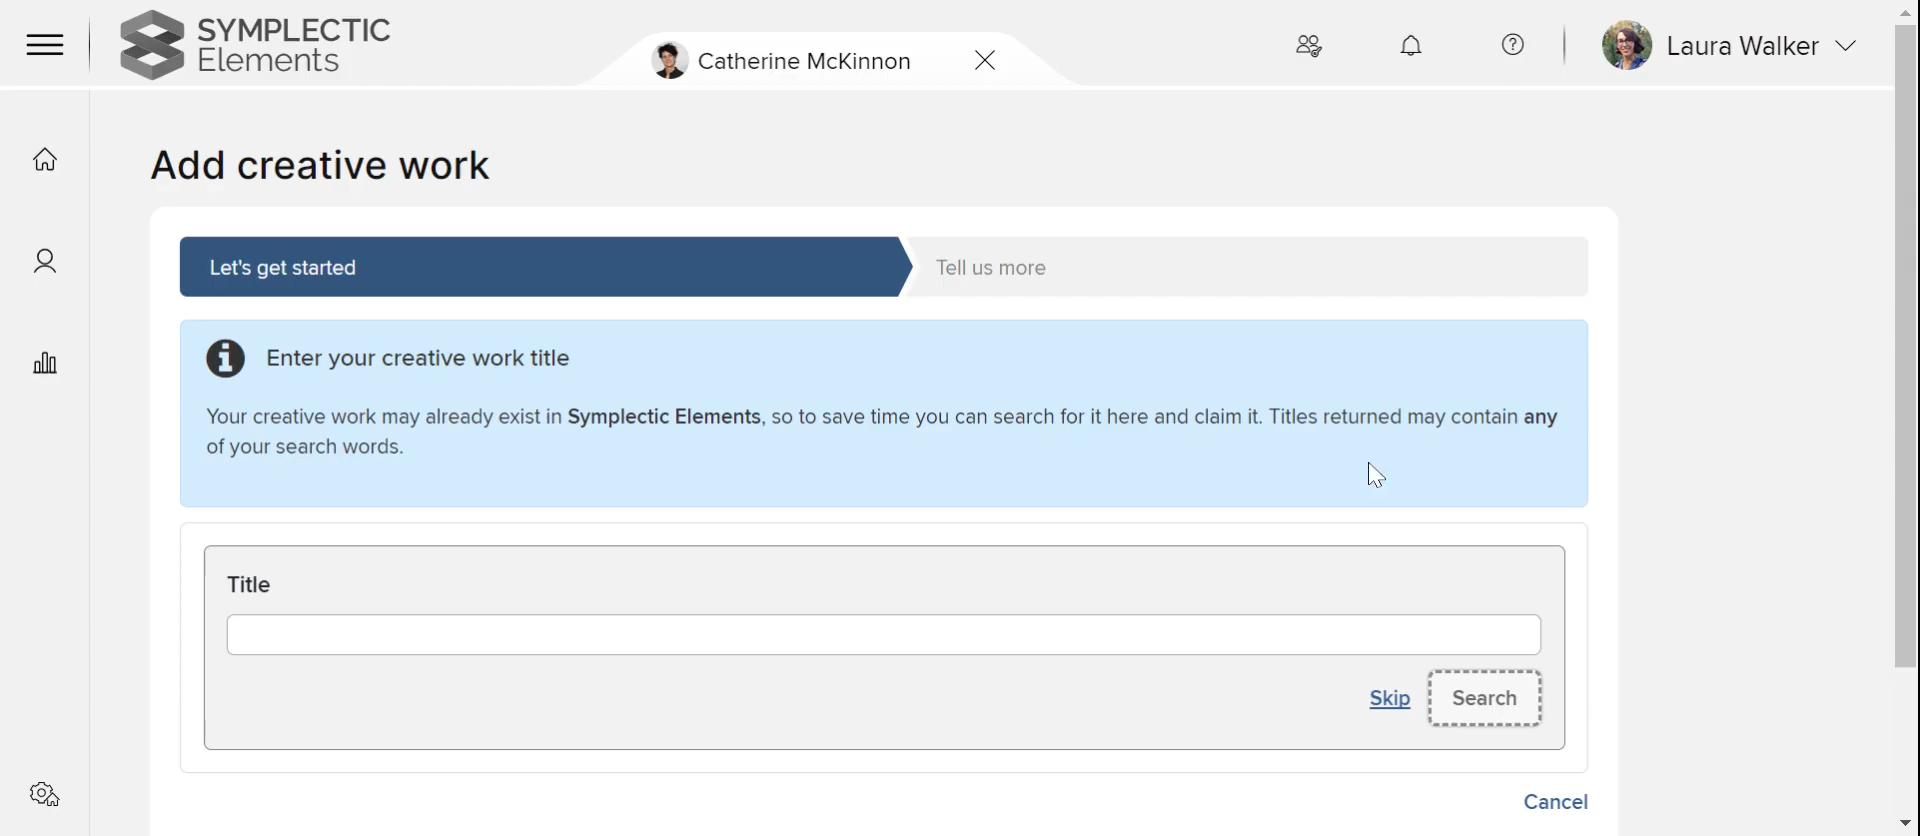 SYMPLECTIC
Elements
Catherine McKinnon
Laura Walker
Add creative work
Let's get started
Tell us more
Enter your creative work title
Your creative work may already exist in Symplectic Elements, so to save time you can search for it here and claim it. Titles returned may contain any
of your search words.
Title
Skip
Search
Cancel